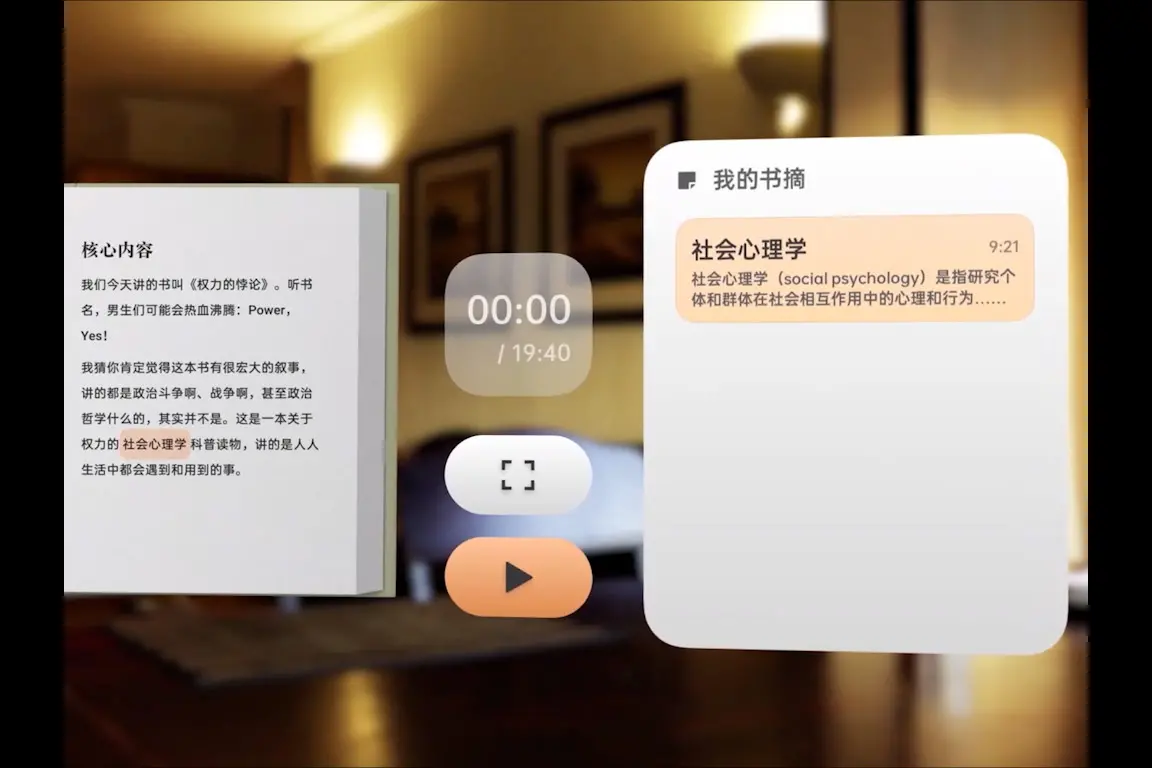 核心内容
我们今天讲的书叫《权力的悖论》。听书
名，男生们可能会热血沸腾：Power，
Yes！
我猜你肯定觉得这本书有很宏大的叙事，
讲的都是政治斗争啊、战争啊，甚至政治
哲学什么的，其实并不是。这是一本关于
权力的 社会心理学 科普读物，讲的是人人
生活中都会遇到和用到的事。
00:00
/ 19:40
我的书摘
社会心理学
9:21
社会心理学（social psychology）是指研究个
体和群体在社会相互作用中的心理和行为……